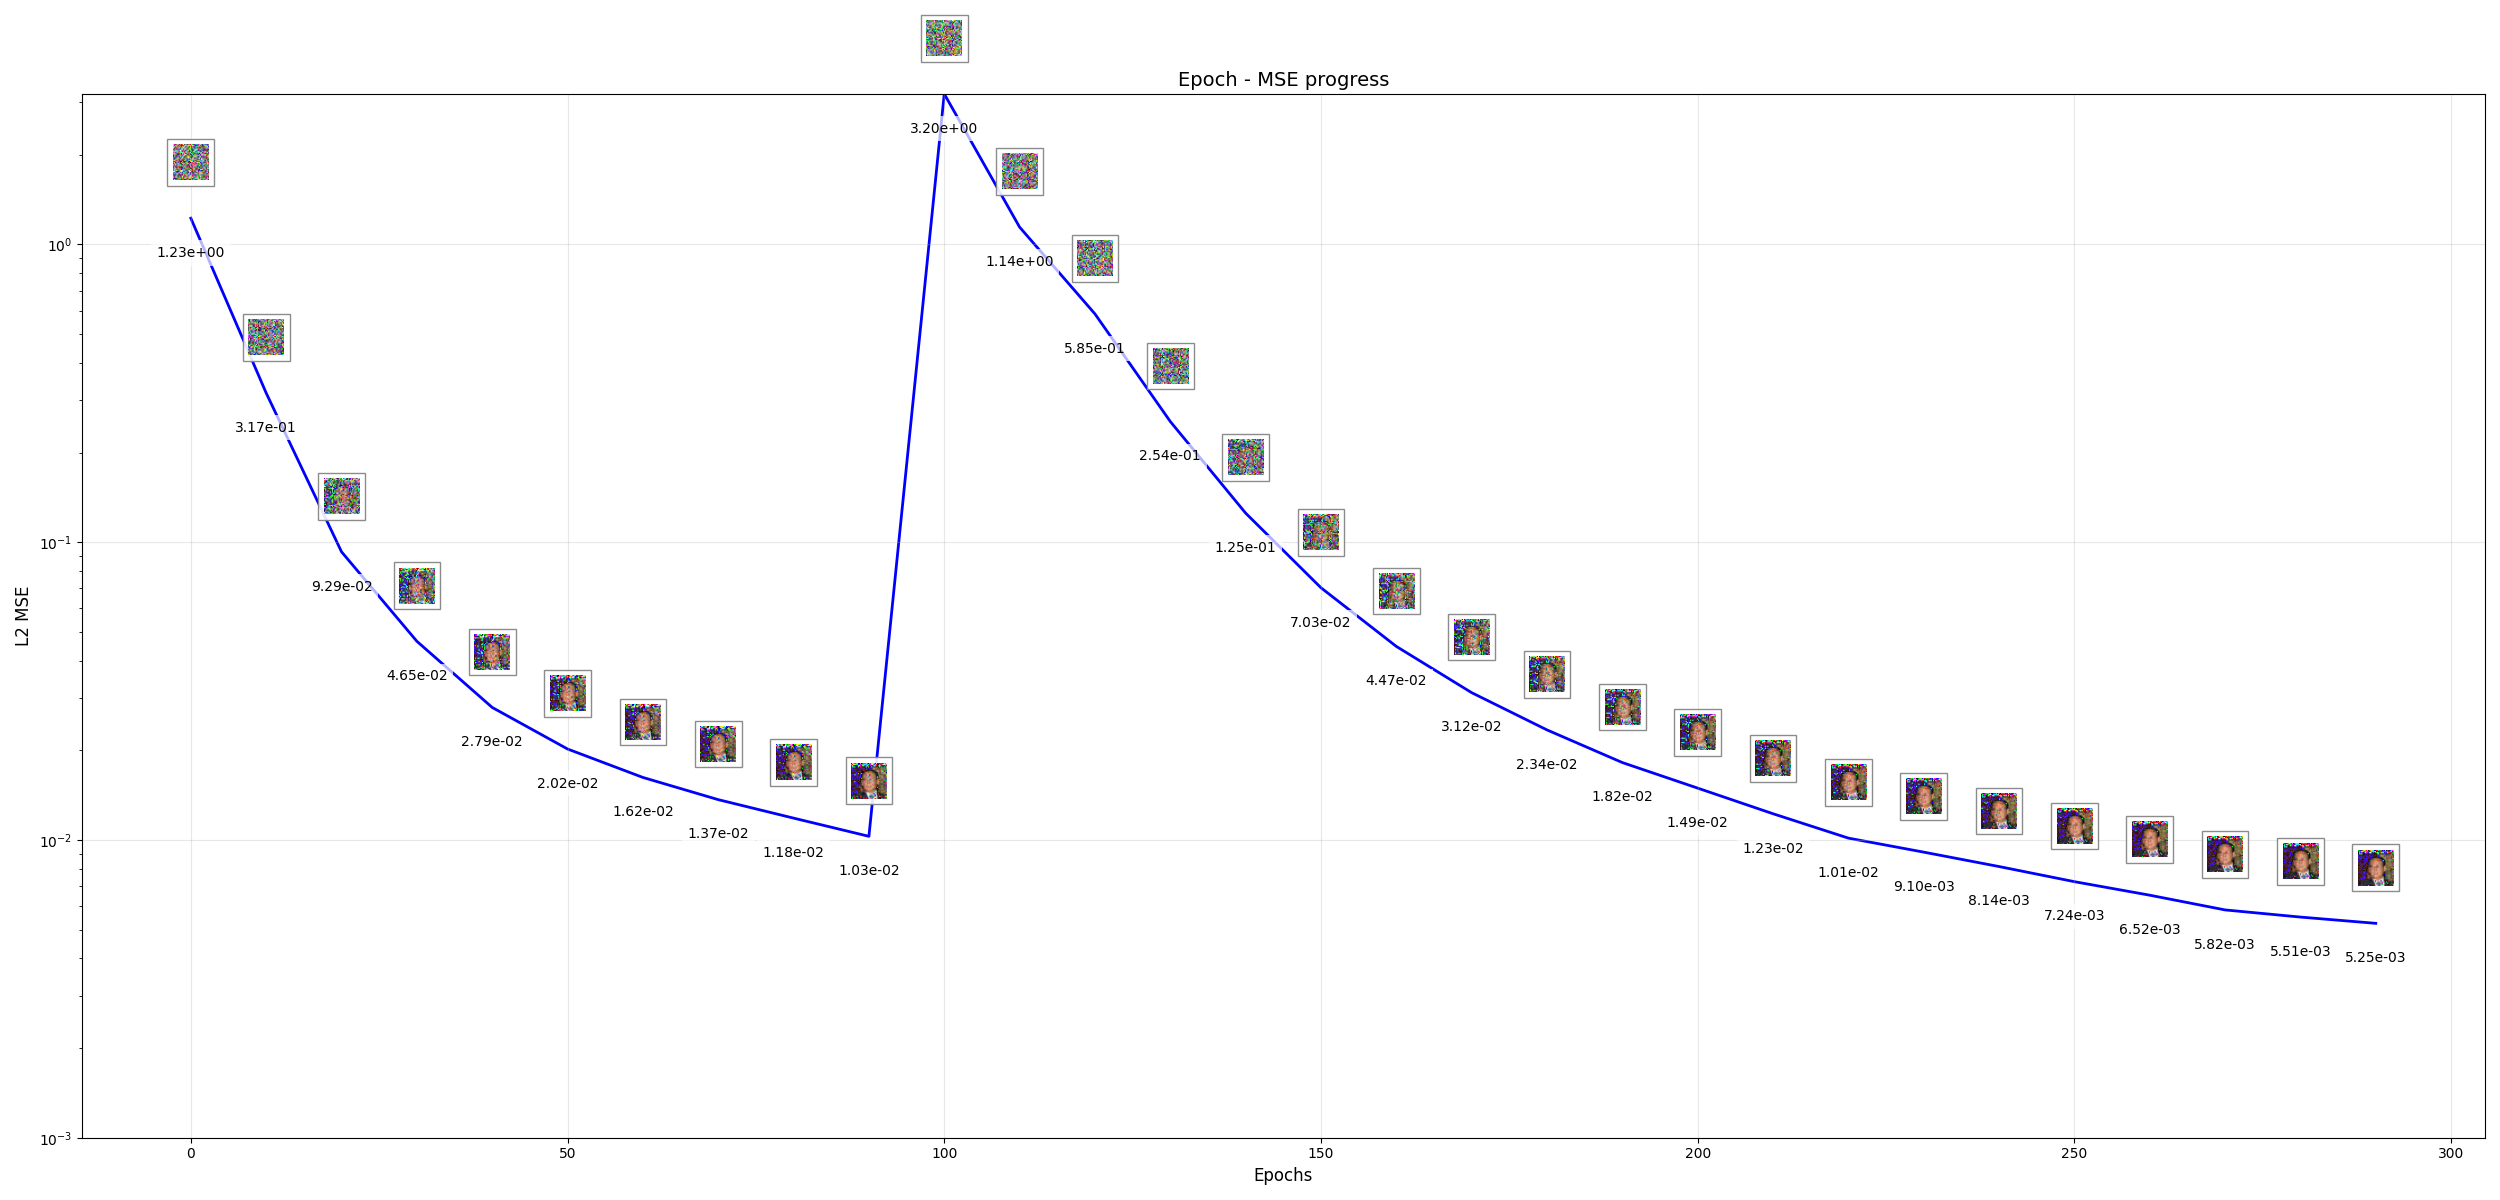 Epoch - MSE progress
L2 MSE
10⁰
10⁻¹
10⁻²
10⁻³
1.23e+00
3.17e-01
9.29e-02
4.65e-02
2.79e-02
2.02e-02
1.62e-02
1.37e-02
1.18e-02
1.03e-02
3.20e+00
1.14e+00
5.85e-01
2.54e-01
1.25e-01
7.03e-02
4.47e-02
3.12e-02
2.34e-02
1.82e-02
1.49e-02
1.23e-02
1.01e-02
9.10e-03
8.14e-03
7.24e-03
6.52e-03
5.82e-03
5.51e-03
5.25e-03
0 50 100 150 200 250 300
Epochs